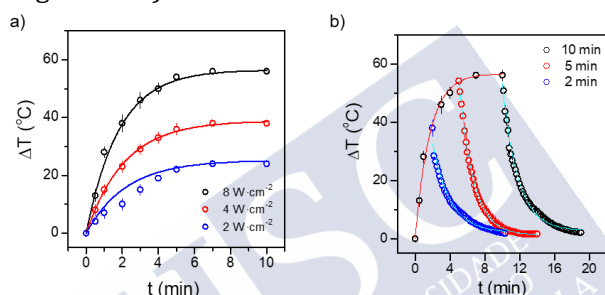 a)
60
40
20
0
ΔT (°C)
8 W·cm⁻²
4 W·cm⁻²
2 W·cm⁻²
0 2 4 6 8 10
t (min)
b)
60
40
20
0
ΔT (°C)
10 min
5 min
2 min
0 4 8 12 16 20
t (min)
USC